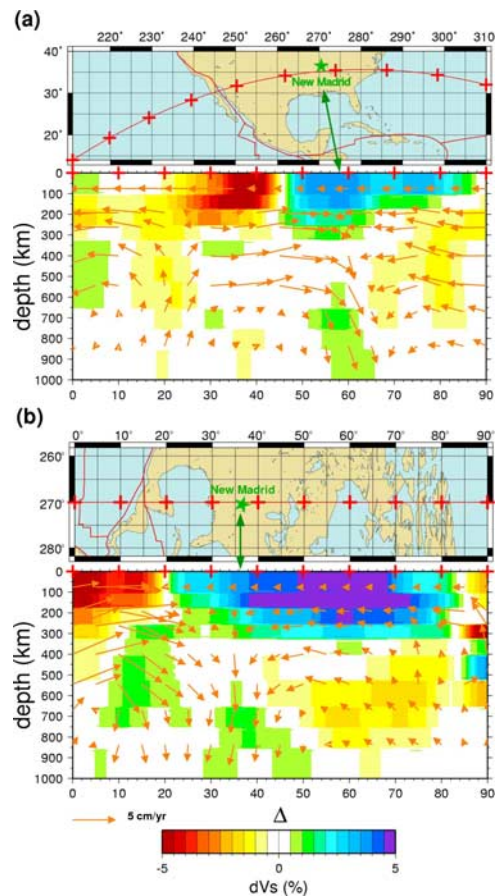 (a)
220° 230° 240° 250° 260° 270° 280° 290° 300° 310°
40°
New Madrid
20°
0
100
200
300
400
500
600
700
800
900
1000
depth (km)
0 10 20 30 40 50 60 70 80 90
(b)
0° 10° 20° 30° 40° 50° 60° 70° 80° 90°
260°
New Madrid
270°
280°
0
100
200
300
400
500
600
700
800
900
1000
depth (km)
0 10 20 30 40 50 60 70 80 90
5 cm/yr
Δ
-5 0 5
dVs (%)